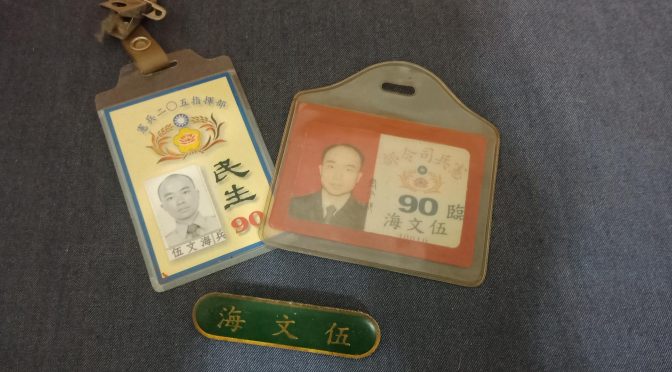 憲兵二〇五指揮部
民生
90
伍文海兵
憲兵司令部
90 臨
伍文海
伍文海